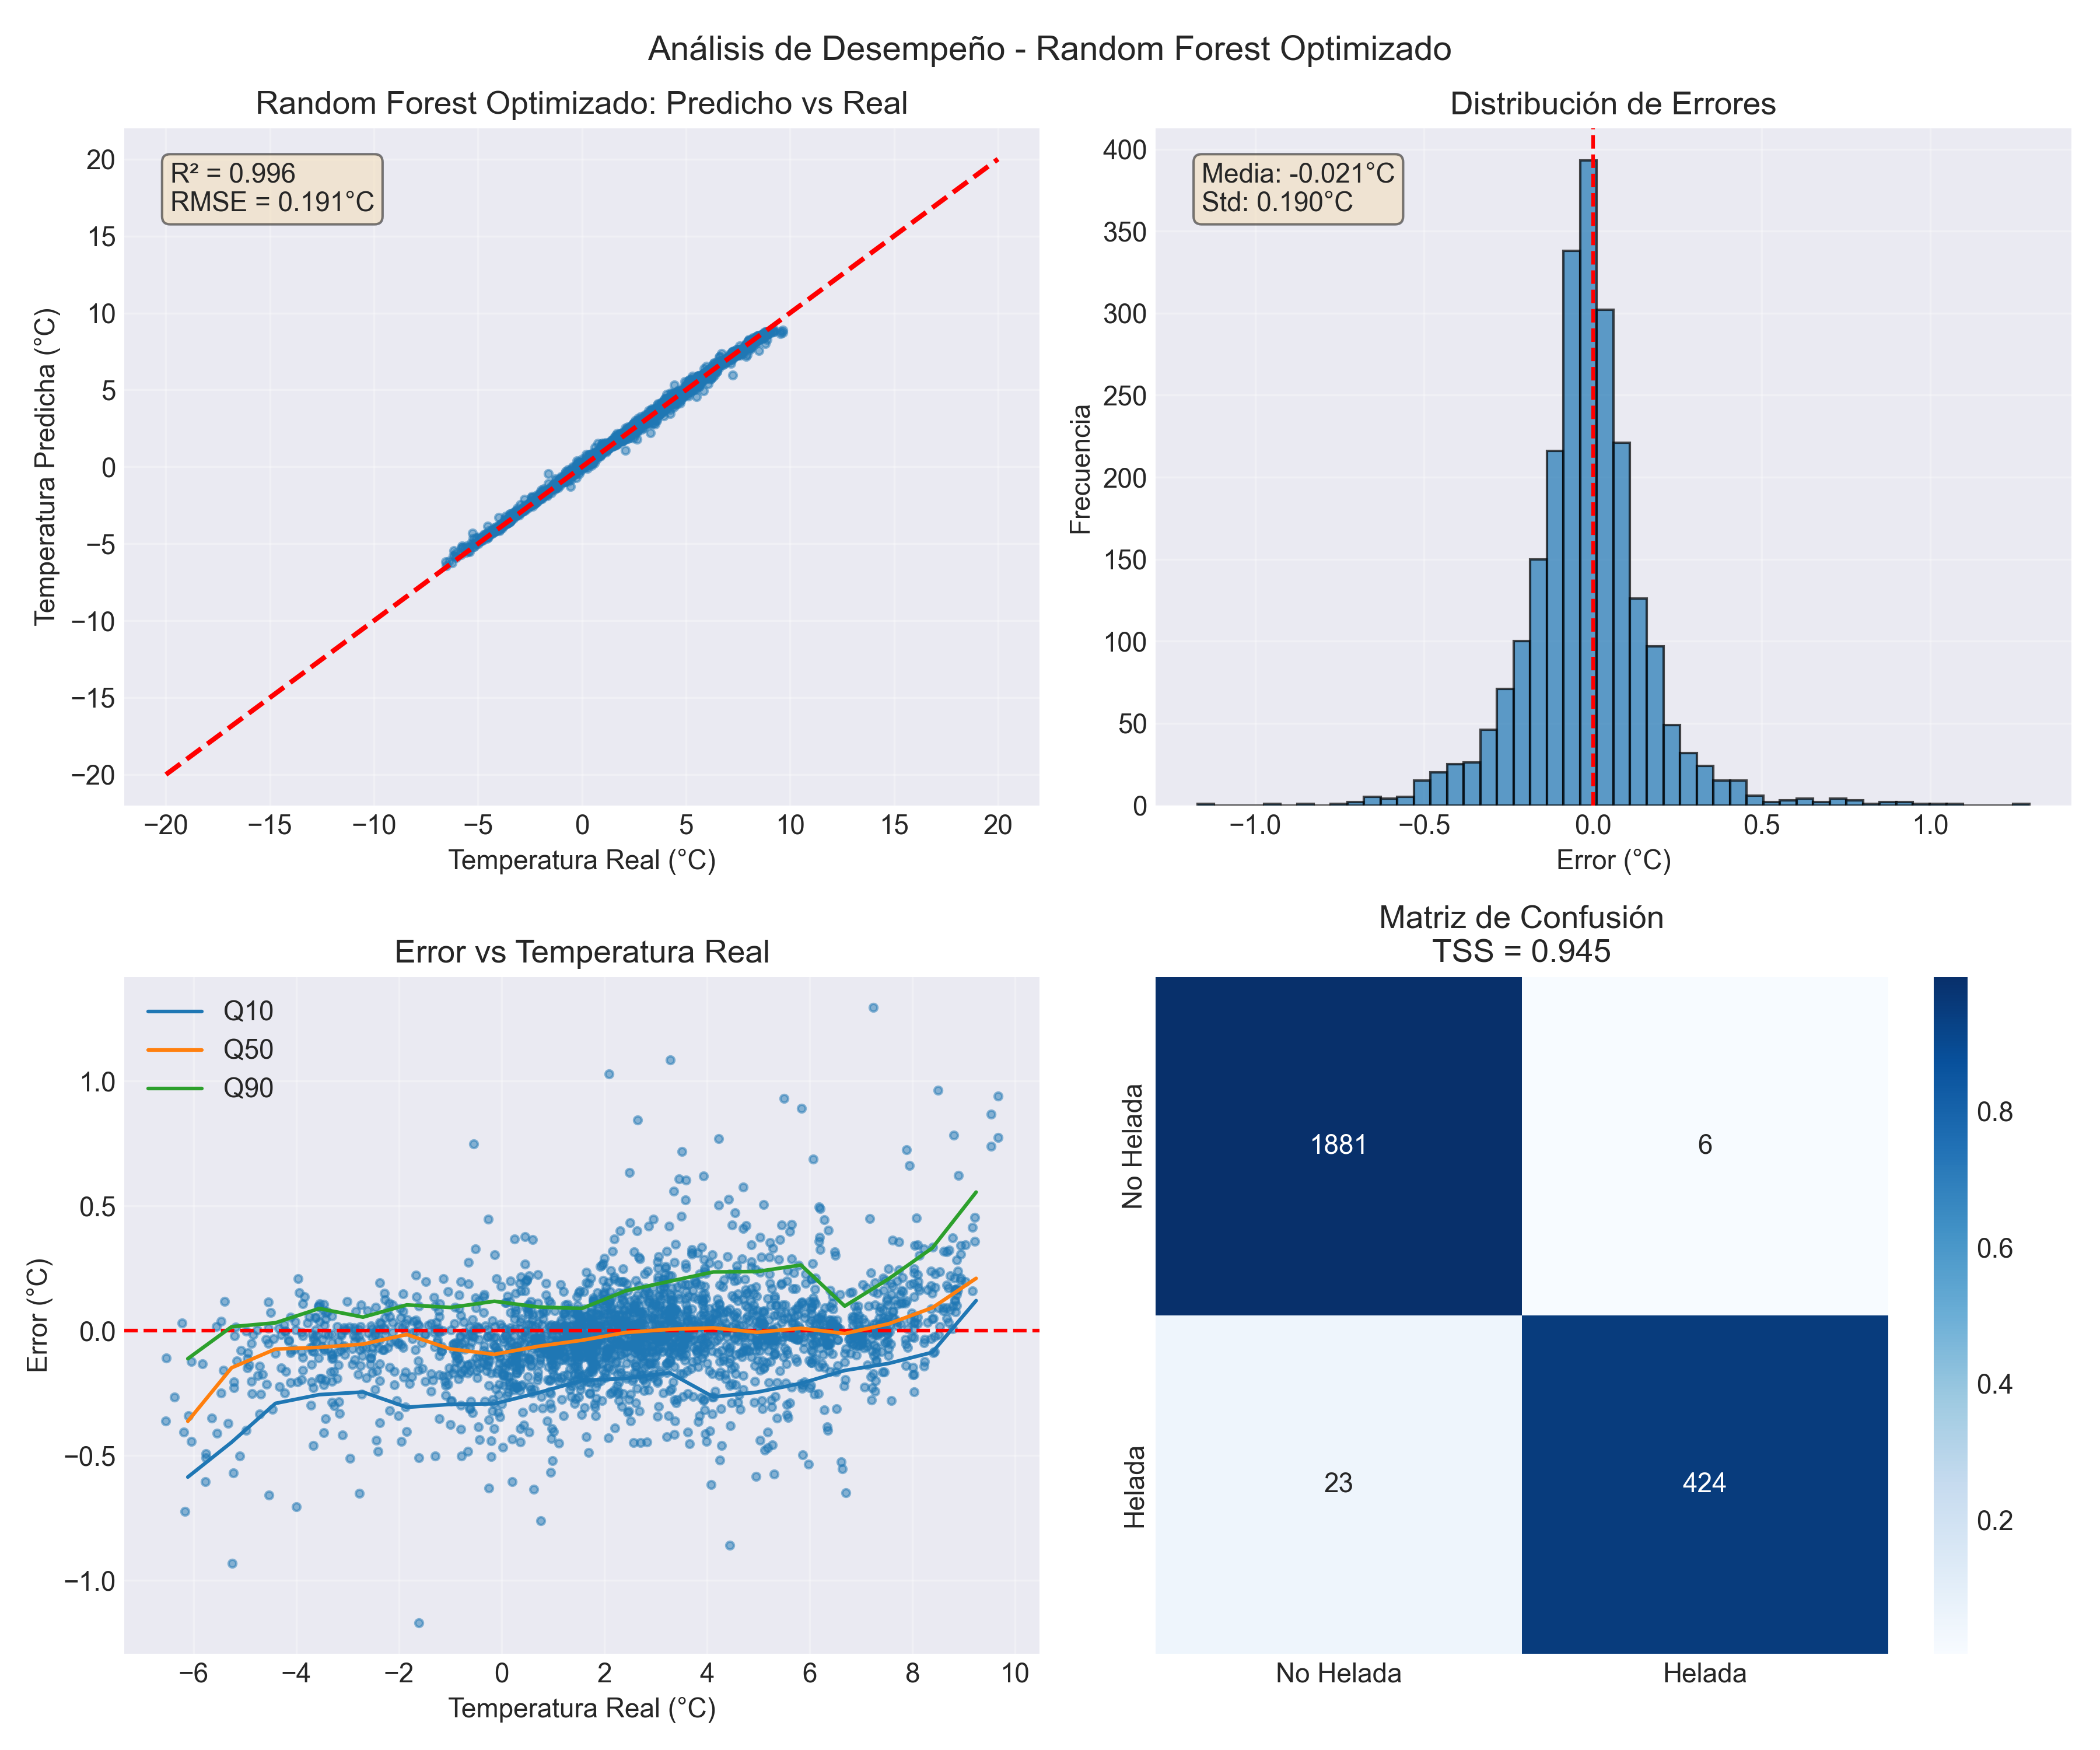 Análisis de Desempeño - Random Forest Optimizado
Random Forest Optimizado: Predicho vs Real
R² = 0.996
RMSE = 0.191°C
20
15
10
5
0
−5
−10
−15
−20
Temperatura Predicha (°C)
−20 −15 −10 −5 0 5 10 15 20
Temperatura Real (°C)
Distribución de Errores
Media: -0.021°C
Std: 0.190°C
400
350
300
250
200
150
100
50
0
Frecuencia
−1.0 −0.5 0.0 0.5 1.0
Error (°C)
Error vs Temperatura Real
Q10
Q50
Q90
1.0
0.5
0.0
−0.5
−1.0
Error (°C)
−6 −4 −2 0 2 4 6 8 10
Temperatura Real (°C)
Matriz de Confusión
TSS = 0.945
No Helada
1881 6
Helada
23 424
No Helada Helada
0.8
0.6
0.4
0.2